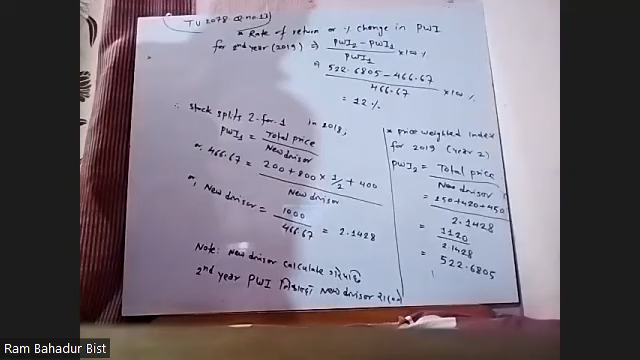 TU 2078 Q no. 13)
* Rate of return or % change in PWI
for 2nd year (2019) ⇒ PWI₂ - PWI₁ / PWI₁ × 100 %
⇒ 522.6805 - 466.67 / 466.67 × 100 %
= 12 %
∴ Stock splits 2-for-1 in 2018,
PWI₁ = Total price / New divisor
or, 466.67 = 200 + 800 × 1/2 + 400 / New divisor
or, New divisor = 1000 / 466.67 = 2.1428
Note: New divisor calculate
2nd year PWI New divisor
* price weighted index
for 2019 (year 2)
PWI₂ = Total price / New divisor
= 150+420+450 / 2.1428
= 1120 / 2.1428
= 522.6805
Ram Bahadur Bist